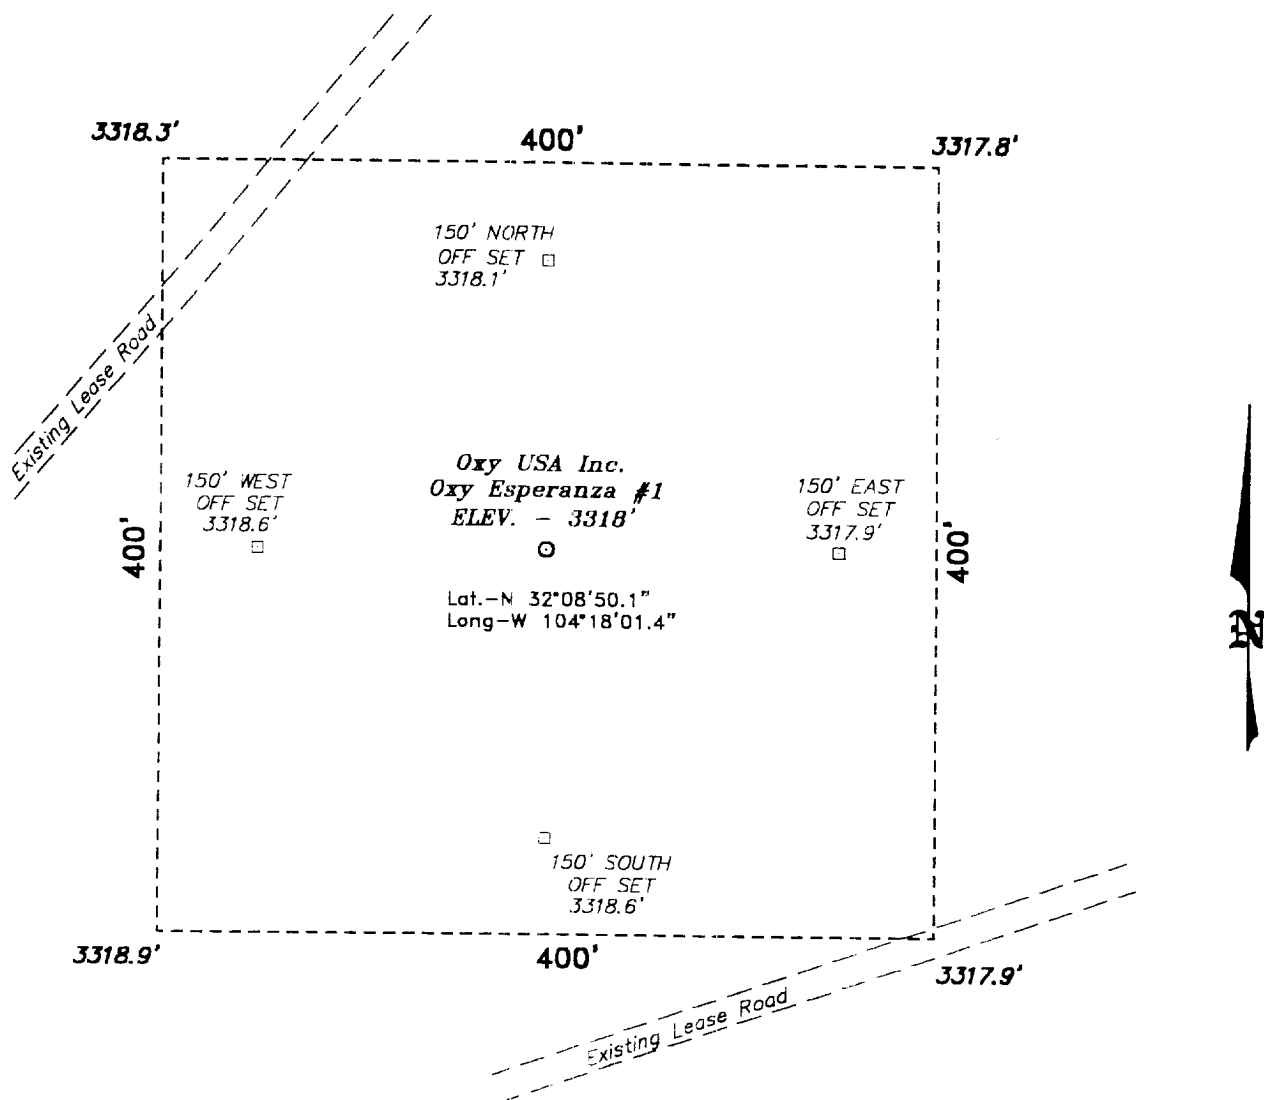 3318.3'
400'
3317.8'
150' NORTH
OFF SET
3318.1'
Existing Lease Road
150' WEST
OFF SET
3318.6'
Oxy USA Inc.
Oxy Esperanza #1
ELEV. - 3318'
150' EAST
OFF SET
3317.9'
400'
400'
Lat.-N 32°08'50.1"
Long-W 104°18'01.4"
N
150' SOUTH
OFF SET
3318.6'
3318.9'
400'
3317.9'
Existing Lease Road